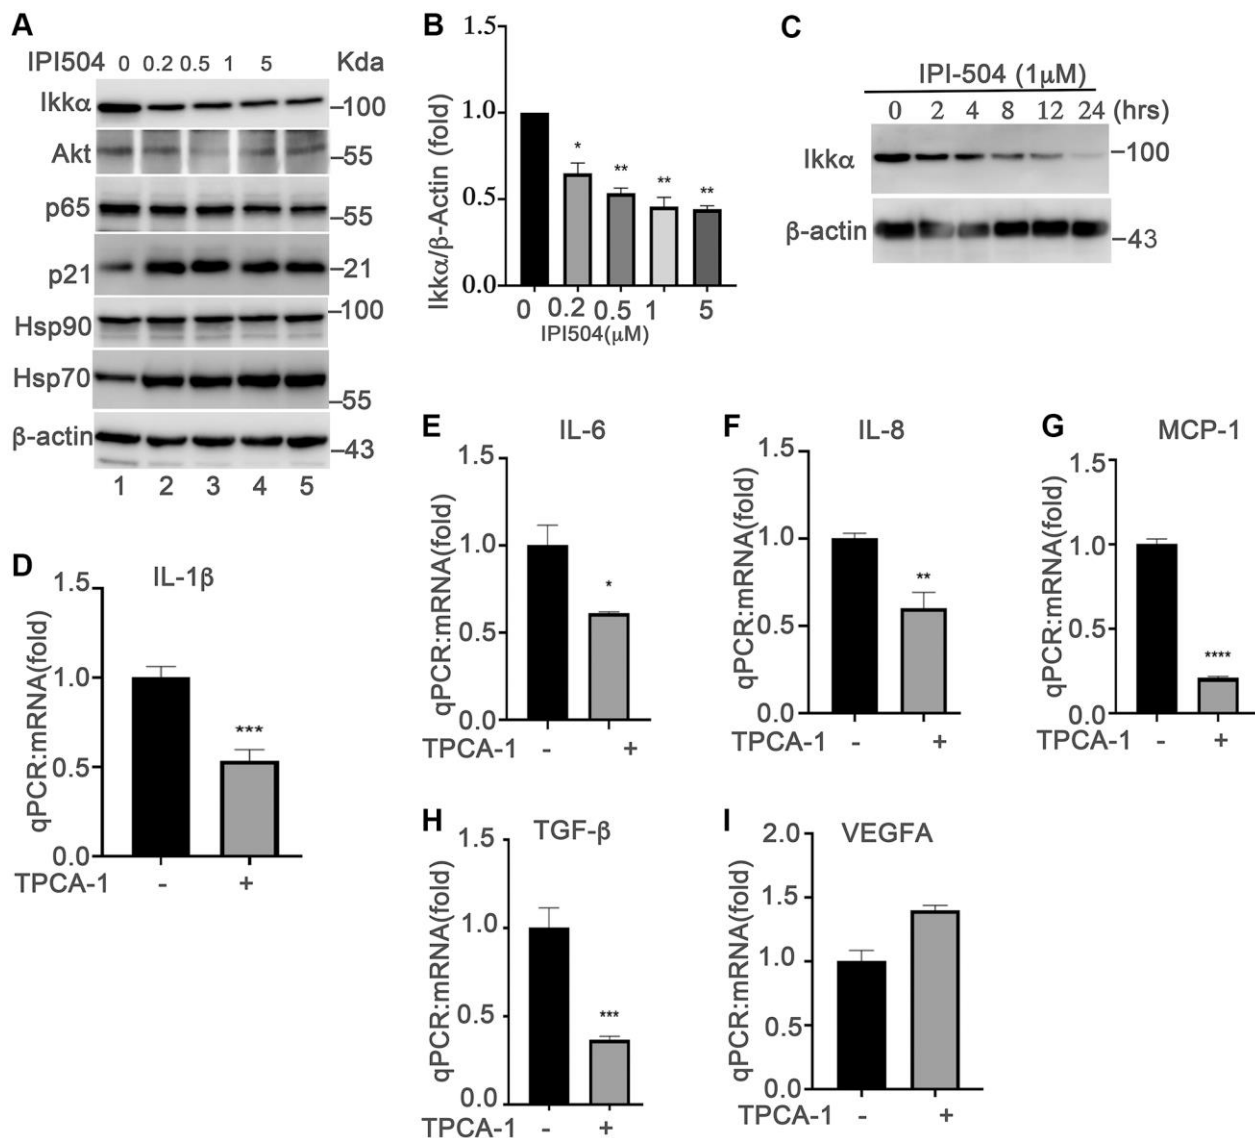 A
IPI504 0 0.2 0.5 1 5 Kda
Ikkα –100
Akt –55
p65 –55
p21 –21
Hsp90 –100
Hsp70 –55
β-actin –43
1 2 3 4 5
B
Ikkα/β-Actin (fold)
1.5
1.0
0.5
0.0
*
**
**
**
0 0.2 0.5 1 5
IPI504(μM)
C
IPI-504 (1μM)
0 2 4 8 12 24 (hrs)
Ikkα –100
β-actin –43
D
IL-1β
qPCR:mRNA(fold)
1.5
1.0
0.5
0.0
***
TPCA-1 - +
E
IL-6
qPCR:mRNA(fold)
1.5
1.0
0.5
0.0
*
TPCA-1 - +
F
IL-8
qPCR:mRNA(fold)
1.5
1.0
0.5
0.0
**
TPCA-1 - +
G
MCP-1
qPCR:mRNA(fold)
1.5
1.0
0.5
0.0
****
TPCA-1 - +
H
TGF-β
qPCR:mRNA(fold)
1.5
1.0
0.5
0.0
***
TPCA-1 - +
I
VEGFA
qPCR:mRNA(fold)
2.0
1.5
1.0
0.5
0.0
TPCA-1 - +